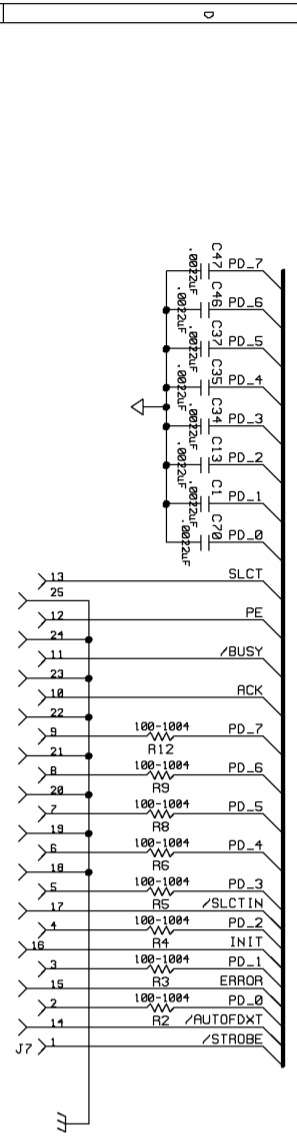 D
C47 PD_7
.0022uF
C46 PD_6
.0022uF
C37 PD_5
.0022uF
C35 PD_4
.0022uF
C34 PD_3
.0022uF
C13 PD_2
.0022uF
C1 PD_1
.0022uF
C70 PD_0
.0022uF
13 SLCT
25
12 PE
24
11 /BUSY
23
10 ACK
22
9 100-1004 PD_7
R12
21
8 100-1004 PD_6
R9
20
7 100-1004 PD_5
R8
19
6 100-1004 PD_4
R6
18
5 100-1004 PD_3
R5
17 /SLCTIN
4 100-1004 PD_2
R4
16 INIT
3 100-1004 PD_1
R3
15 ERROR
2 100-1004 PD_0
R2
14 /AUTOFDXT
J7 1 /STROBE